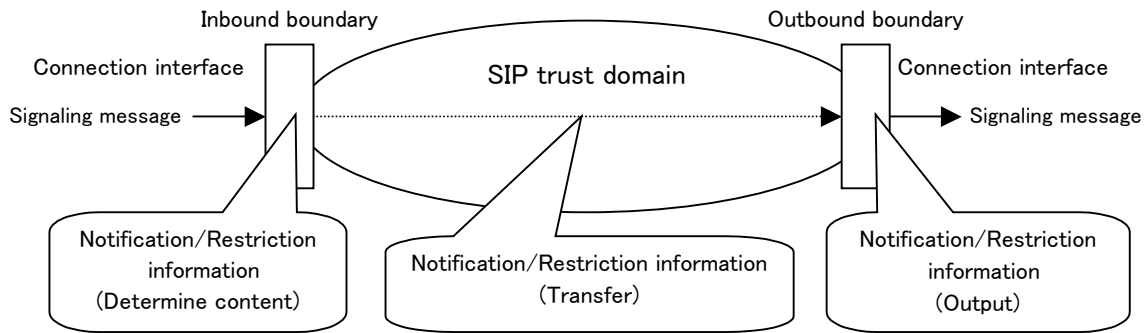 Inbound boundary
Outbound boundary
Connection interface
SIP trust domain
Connection interface
Signaling message
Signaling message
Notification/Restriction
information
(Determine content)
Notification/Restriction information
(Transfer)
Notification/Restriction
information
(Output)